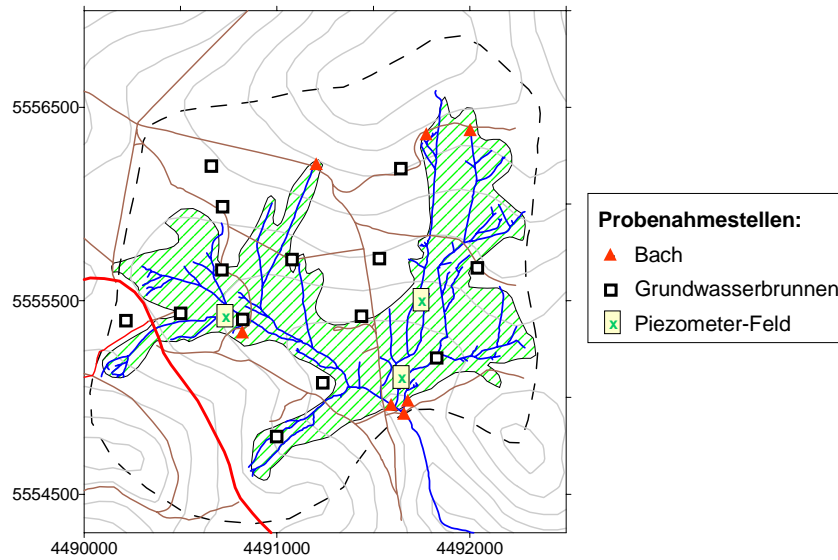 5556500
5555500
5554500
4490000
4491000
4492000
Probenahmestellen:
Bach
Grundwasserbrunnen
x Piezometer-Feld
x
x
x